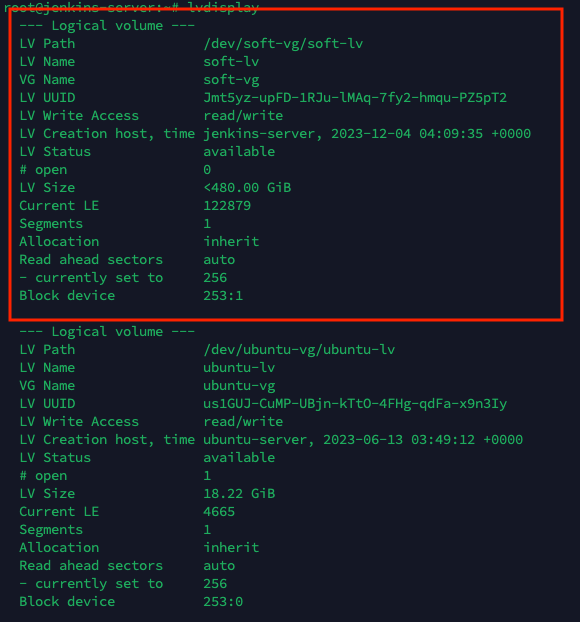 root@jenkins-server:~# lvdisplay
--- Logical volume ---
LV Path                /dev/soft-vg/soft-lv
LV Name                soft-lv
VG Name                soft-vg
LV UUID                Jmt5yz-upFD-1RJu-lMAq-7fy2-hmqu-PZ5pT2
LV Write Access        read/write
LV Creation host, time jenkins-server, 2023-12-04 04:09:35 +0000
LV Status              available
# open                 0
LV Size                <480.00 GiB
Current LE             122879
Segments               1
Allocation             inherit
Read ahead sectors     auto
- currently set to     256
Block device           253:1
--- Logical volume ---
LV Path                /dev/ubuntu-vg/ubuntu-lv
LV Name                ubuntu-lv
VG Name                ubuntu-vg
LV UUID                us1GUJ-CuMP-UBjn-kTtO-4FHg-qdFa-x9n3Iy
LV Write Access        read/write
LV Creation host, time ubuntu-server, 2023-06-13 03:49:12 +0000
LV Status              available
# open                 1
LV Size                18.22 GiB
Current LE             4665
Segments               1
Allocation             inherit
Read ahead sectors     auto
- currently set to     256
Block device           253:0